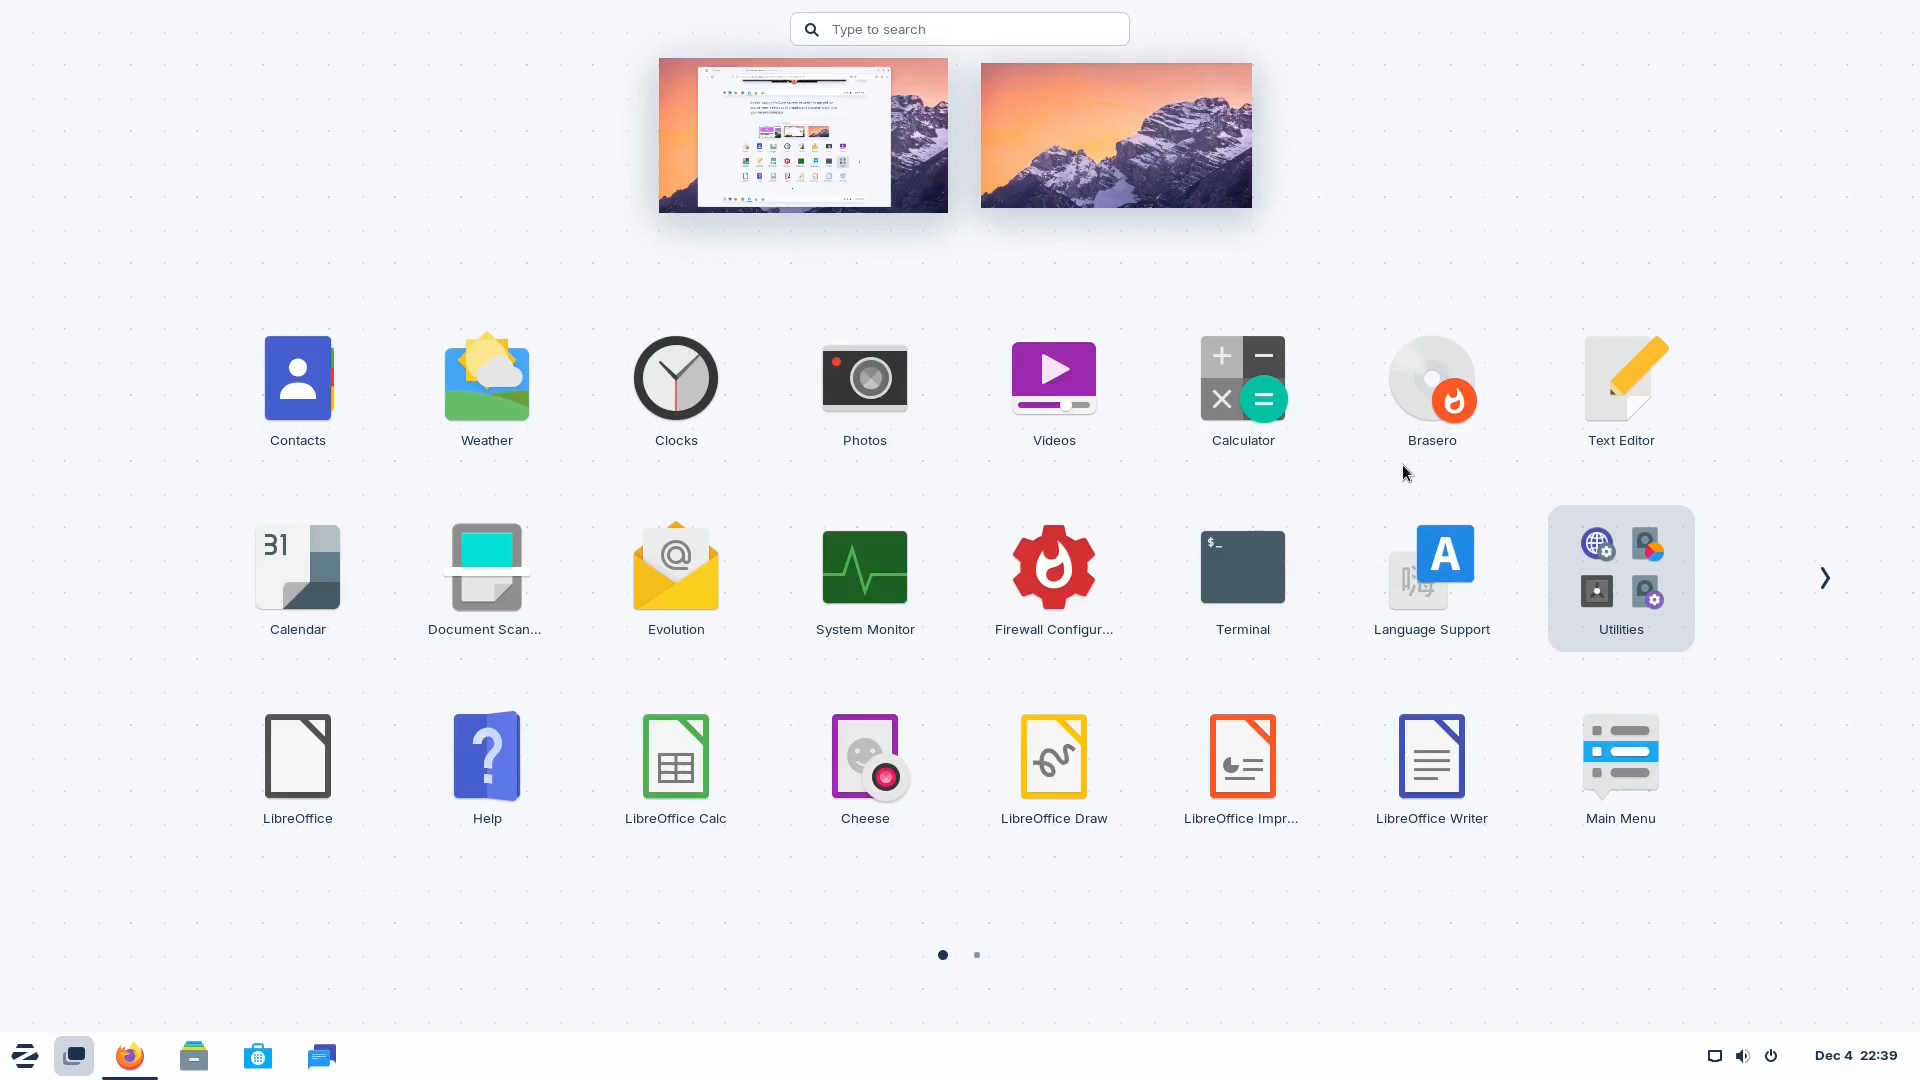 Type to search
Contacts
Weather
Clocks
Photos
Videos
Calculator
Brasero
Text Editor
31
$_
嗨
A
Calendar
Document Scan...
Evolution
System Monitor
Firewall Configur...
Terminal
Language Support
Utilities
LibreOffice
Help
LibreOffice Calc
Cheese
LibreOffice Draw
LibreOffice Impr...
LibreOffice Writer
Main Menu
Dec 4 22:39